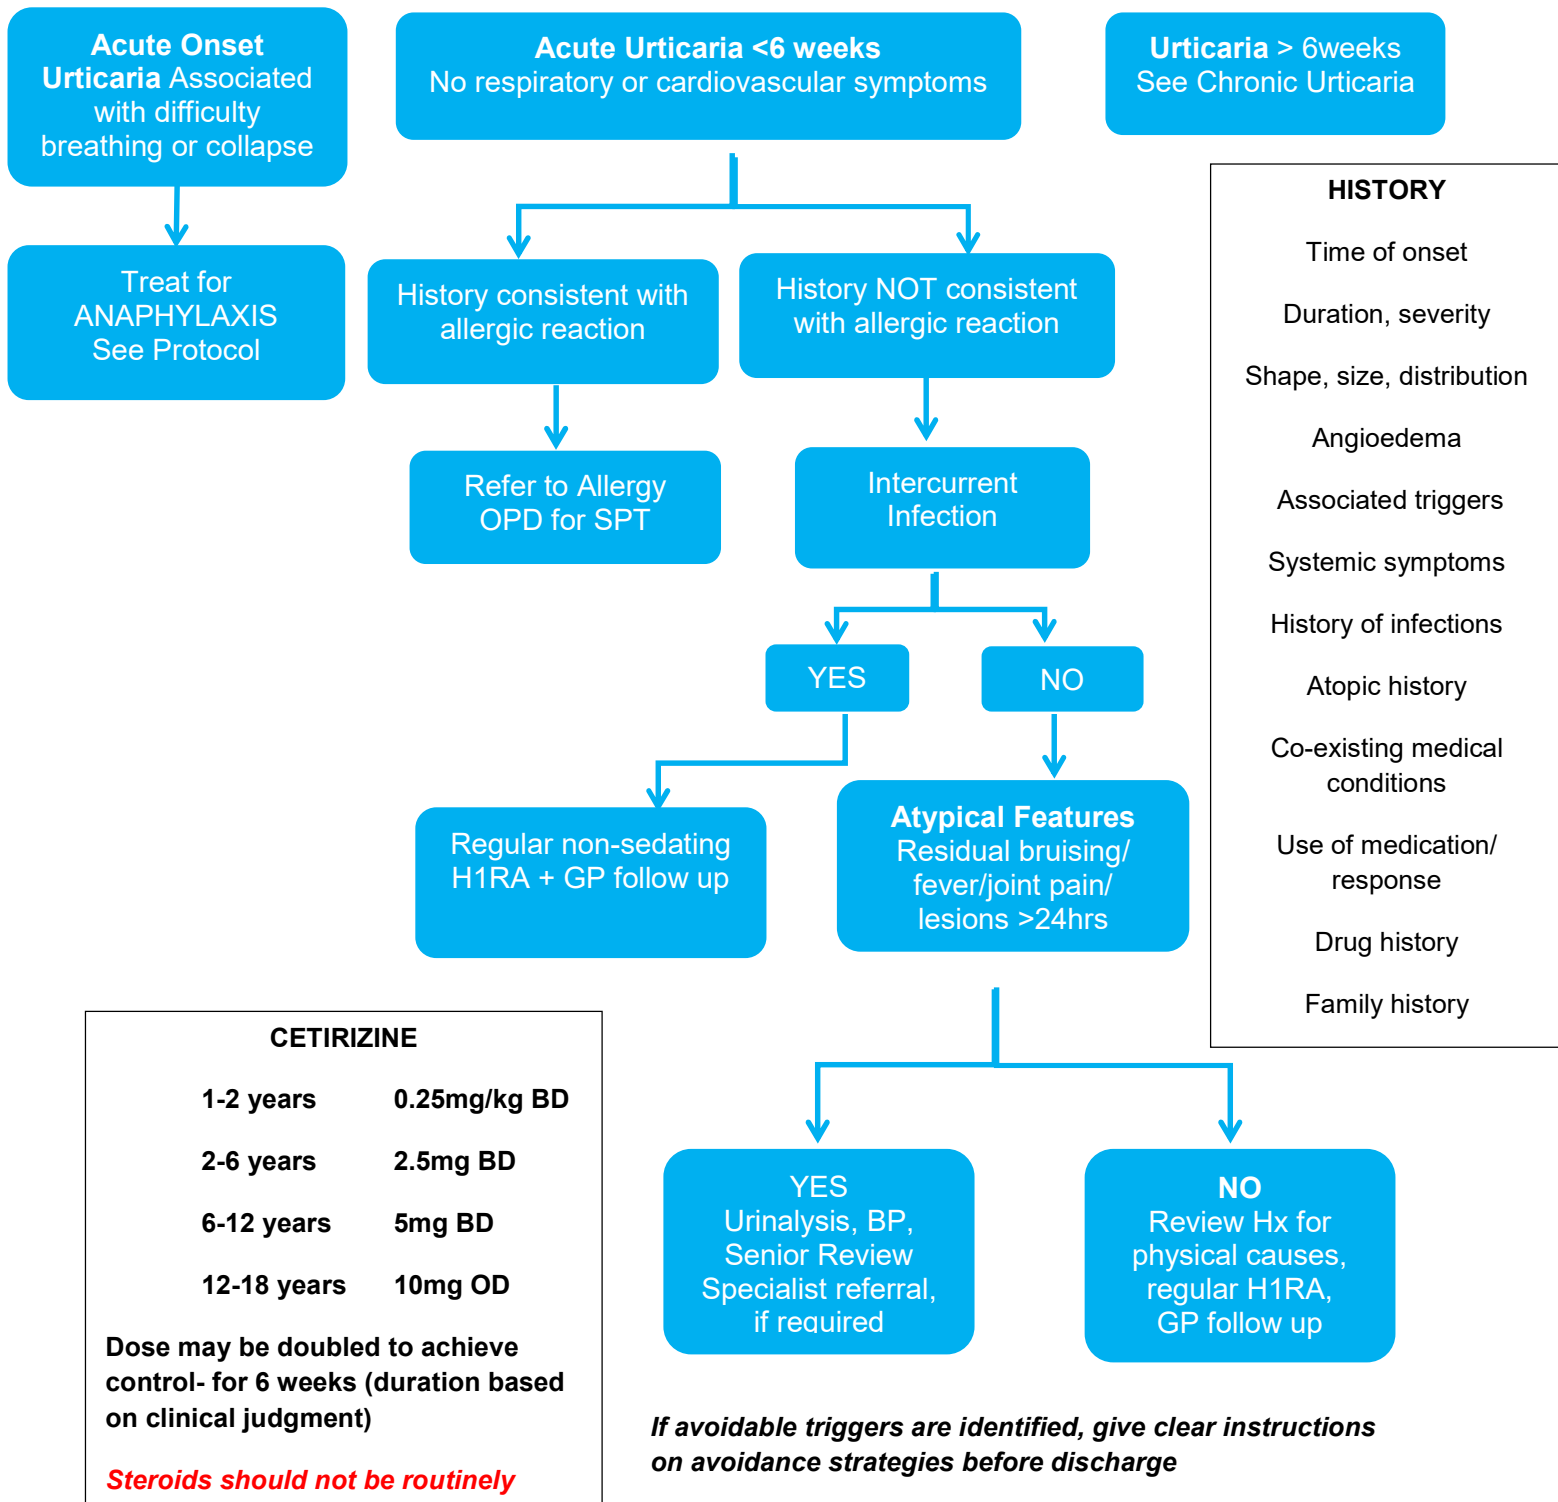 Acute Onset
Urticaria Associated
with difficulty
breathing or collapse
Acute Urticaria <6 weeks
No respiratory or cardiovascular symptoms
Urticaria > 6weeks
See Chronic Urticaria
Treat for
ANAPHYLAXIS
See Protocol
History consistent with
allergic reaction
History NOT consistent
with allergic reaction
Refer to Allergy
OPD for SPT
Intercurrent
Infection
YES
NO
Regular non-sedating
H1RA + GP follow up
Atypical Features
Residual bruising/
fever/joint pain/
lesions >24hrs
YES
Urinalysis, BP,
Senior Review
Specialist referral,
if required
NO
Review Hx for
physical causes,
regular H1RA,
GP follow up
HISTORY
Time of onset
Duration, severity
Shape, size, distribution
Angioedema
Associated triggers
Systemic symptoms
History of infections
Atopic history
Co-existing medical
conditions
Use of medication/
response
Drug history
Family history
CETIRIZINE
1-2 years 0.25mg/kg BD
2-6 years 2.5mg BD
6-12 years 5mg BD
12-18 years 10mg OD
Dose may be doubled to achieve
control- for 6 weeks (duration based
on clinical judgment)
Steroids should not be routinely
If avoidable triggers are identified, give clear instructions
on avoidance strategies before discharge